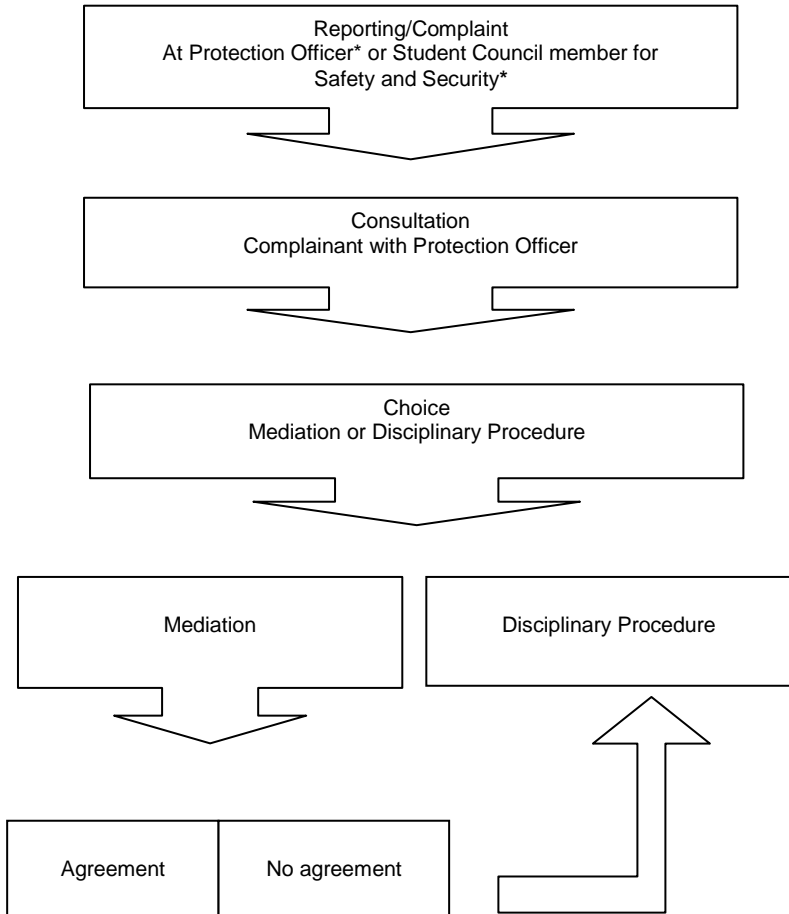 Reporting/Complaint
At Protection Officer* or Student Council member for
Safety and Security*
Consultation
Complainant with Protection Officer
Choice
Mediation or Disciplinary Procedure
Mediation
Disciplinary Procedure
Agreement
No agreement